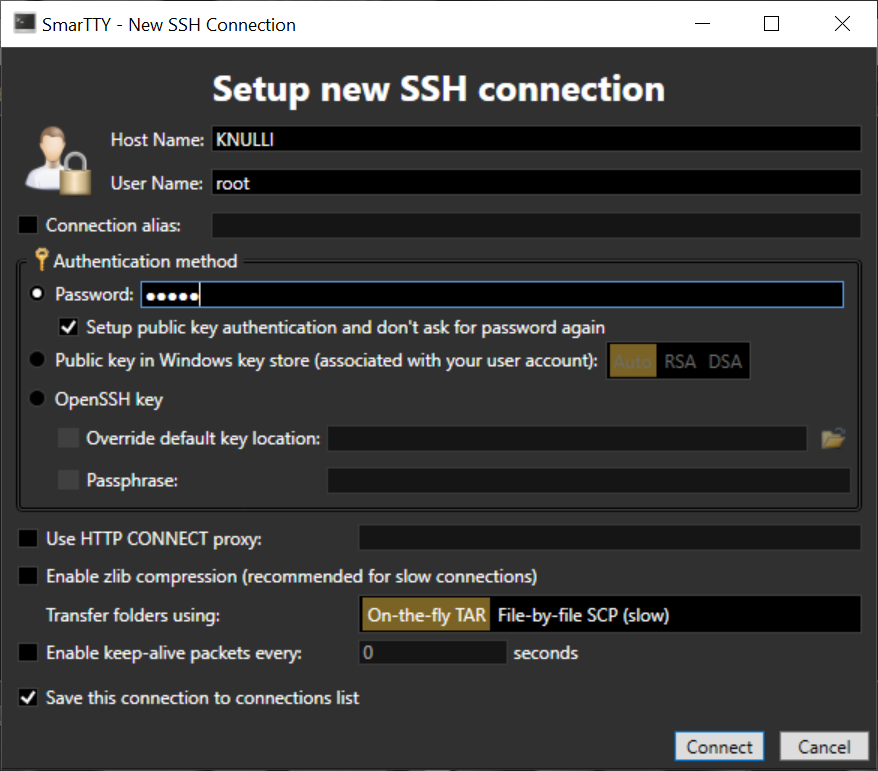 SmarTTY - New SSH Connection
Setup new SSH connection
Host Name: KNULLI
User Name: root
Connection alias:
Authentication method
Password: ●●●●●
Setup public key authentication and don't ask for password again
Public key in Windows key store (associated with your user account): Auto RSA DSA
OpenSSH key
Override default key location:
Passphrase:
Use HTTP CONNECT proxy:
Enable zlib compression (recommended for slow connections)
Transfer folders using: On-the-fly TAR File-by-file SCP (slow)
Enable keep-alive packets every: 0 seconds
Save this connection to connections list
Connect Cancel